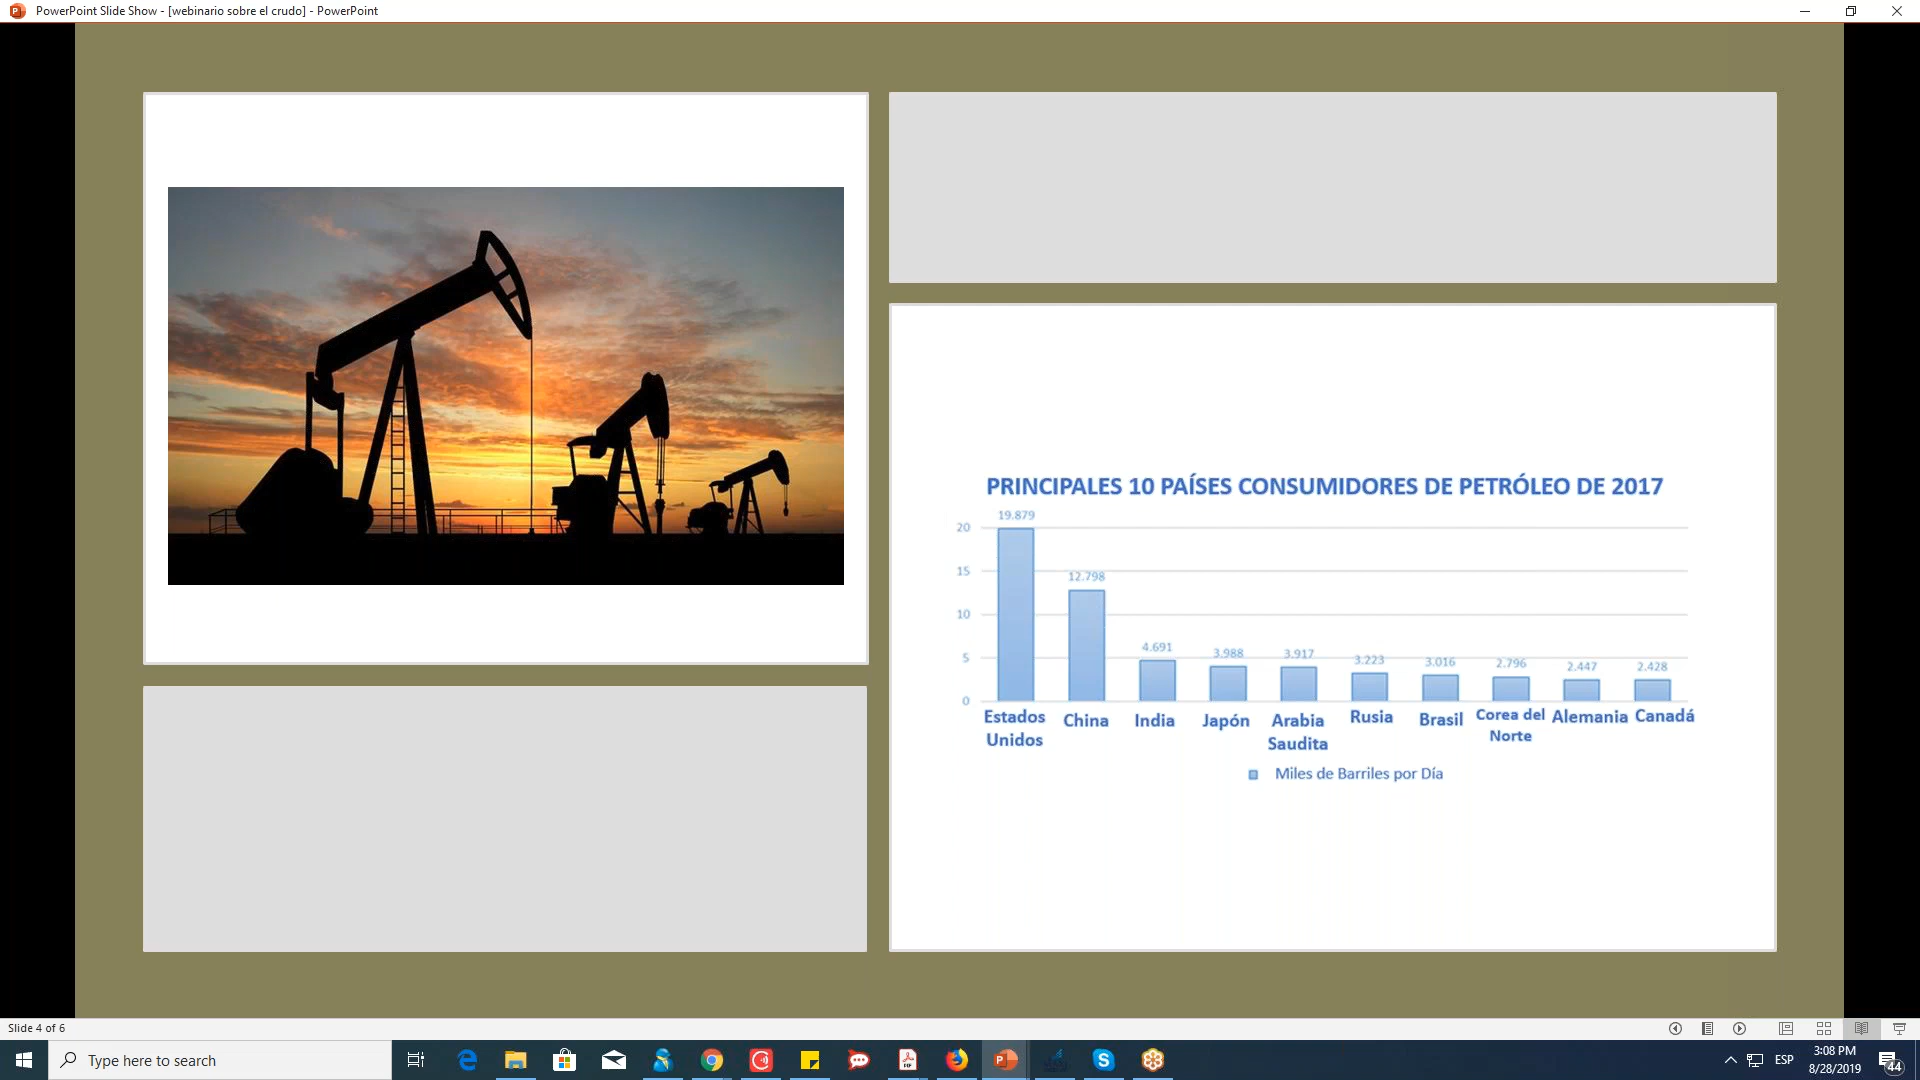 PowerPoint Slide Show - [webinario sobre el crudo] - PowerPoint
PRINCIPALES 10 PAÍSES CONSUMIDORES DE PETRÓLEO DE 2017
20
15
10
5
0
19.879
12.798
4.691
3.988
3.917
3.223
3.016
2.796
2.447
2.428
Estados
Unidos
China
India
Japón
Arabia
Saudita
Rusia
Brasil
Corea del
Norte
Alemania
Canadá
Miles de Barriles por Día
Slide 4 of 6
Type here to search
ESP
3:08 PM
8/28/2019
44